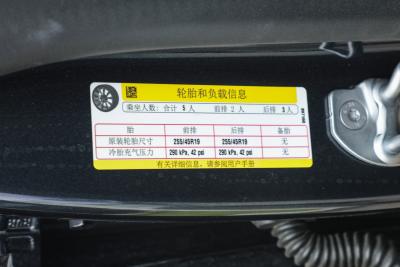 轮胎和负载信息
乘坐人数: 合计 5 人 前排 2 人 后排 3 人
胎 前排 后排 备胎
原装轮胎尺寸 255/45R19 255/45R19 无
冷胎充气压力 290 kPa, 42 psi 290 kPa, 42 psi 无
有关详细信息, 请参阅用户手册